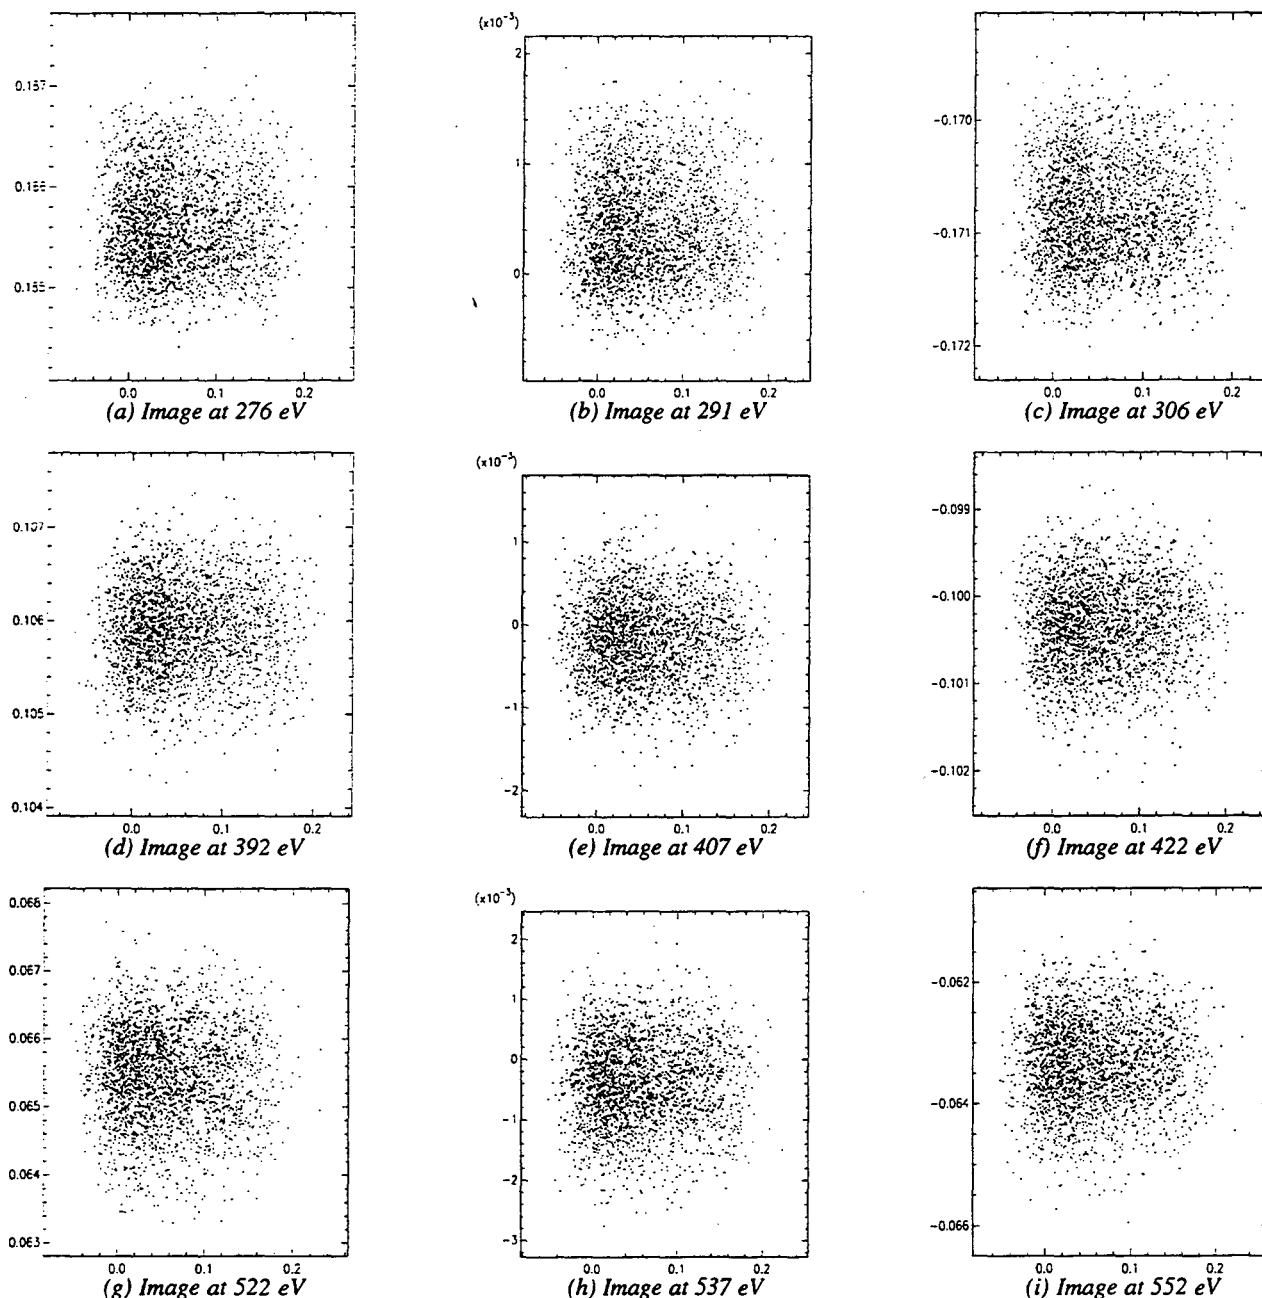 (x10⁻³)
0.157
0.156
0.155
0.0 0.1 0.2
(a) Image at 276 eV
2
1
0
0.0 0.1 0.2
(b) Image at 291 eV
-0.170
-0.171
-0.172
0.0 0.1 0.2
(c) Image at 306 eV
0.107
0.106
0.105
0.104
0.0 0.1 0.2
(d) Image at 392 eV
(x10⁻³)
1
0
-1
-2
0.0 0.1 0.2
(e) Image at 407 eV
-0.099
-0.100
-0.101
-0.102
0.0 0.1 0.2
(f) Image at 422 eV
0.068
0.067
0.066
0.065
0.064
0.063
0.0 0.1 0.2
(g) Image at 522 eV
(x10⁻³)
2
1
0
-1
-2
-3
0.0 0.1 0.2
(h) Image at 537 eV
-0.062
-0.064
-0.066
0.0 0.1 0.2
(i) Image at 552 eV